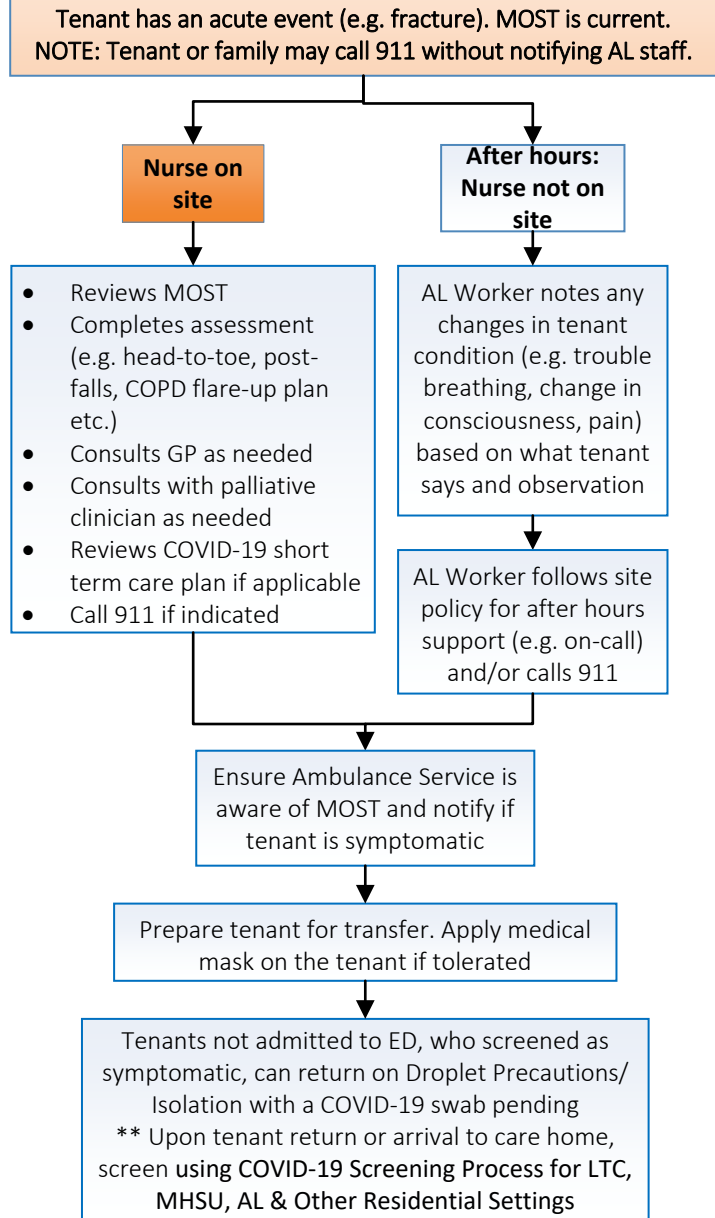 Tenant has an acute event (e.g. fracture). MOST is current.
NOTE: Tenant or family may call 911 without notifying AL staff.
Nurse on
site
After hours:
Nurse not on
site
• Reviews MOST
• Completes assessment
(e.g. head-to-toe, post-
falls, COPD flare-up plan
etc.)
• Consults GP as needed
• Consults with palliative
clinician as needed
• Reviews COVID-19 short
term care plan if applicable
• Call 911 if indicated
AL Worker notes any
changes in tenant
condition (e.g. trouble
breathing, change in
consciousness, pain)
based on what tenant
says and observation
AL Worker follows site
policy for after hours
support (e.g. on-call)
and/or calls 911
Ensure Ambulance Service is
aware of MOST and notify if
tenant is symptomatic
Prepare tenant for transfer. Apply medical
mask on the tenant if tolerated
Tenants not admitted to ED, who screened as
symptomatic, can return on Droplet Precautions/
Isolation with a COVID-19 swab pending
** Upon tenant return or arrival to care home,
screen using COVID-19 Screening Process for LTC,
MHSU, AL & Other Residential Settings